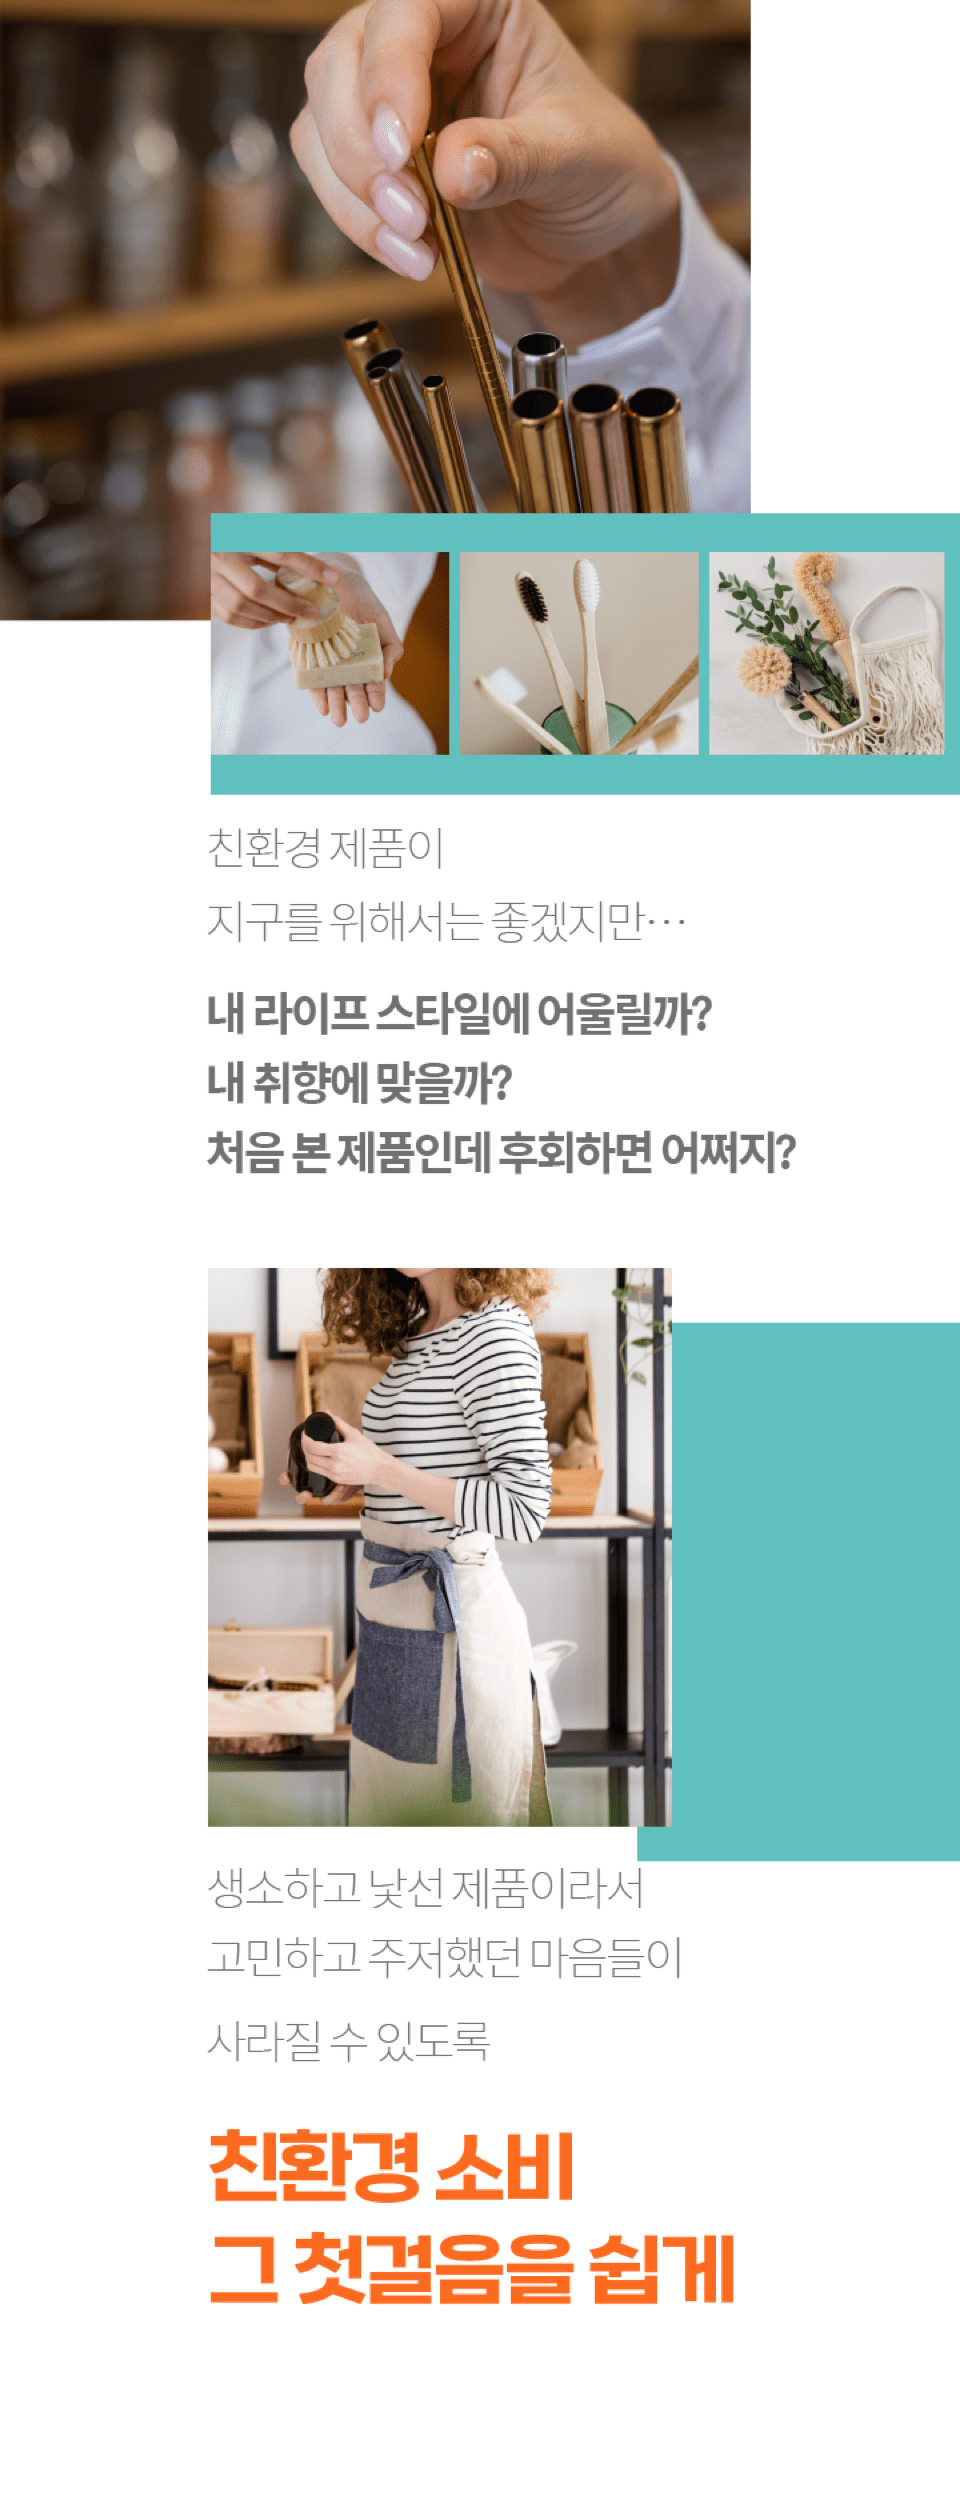 친환경 제품이
지구를 위해서는 좋겠지만···
내 라이프 스타일에 어울릴까?
내 취향에 맞을까?
처음 본 제품인데 후회하면 어쩌지?
생소하고 낯선 제품이라서
고민하고 주저했던 마음들이
사라질 수 있도록
친환경 소비
그 첫걸음을 쉽게